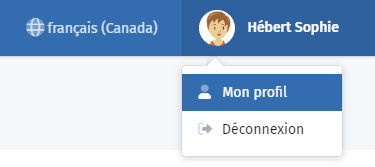 français (Canada)
Hébert Sophie
Mon profil
Déconnexion